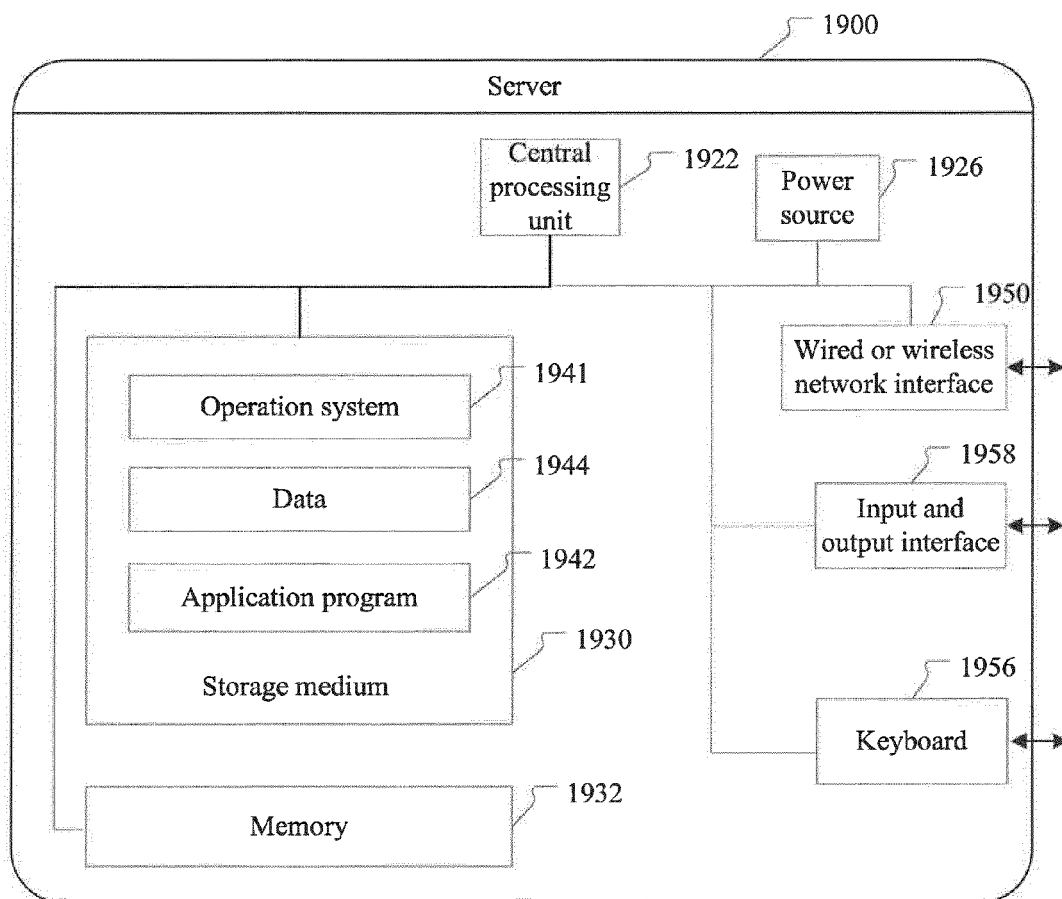 1900
Server
Central
processing
unit
1922
Power
source
1926
1950
Wired or wireless
network interface
1941
Operation system
1944
Data
1958
Input and
output interface
1942
Application program
1930
Storage medium
1956
Keyboard
1932
Memory